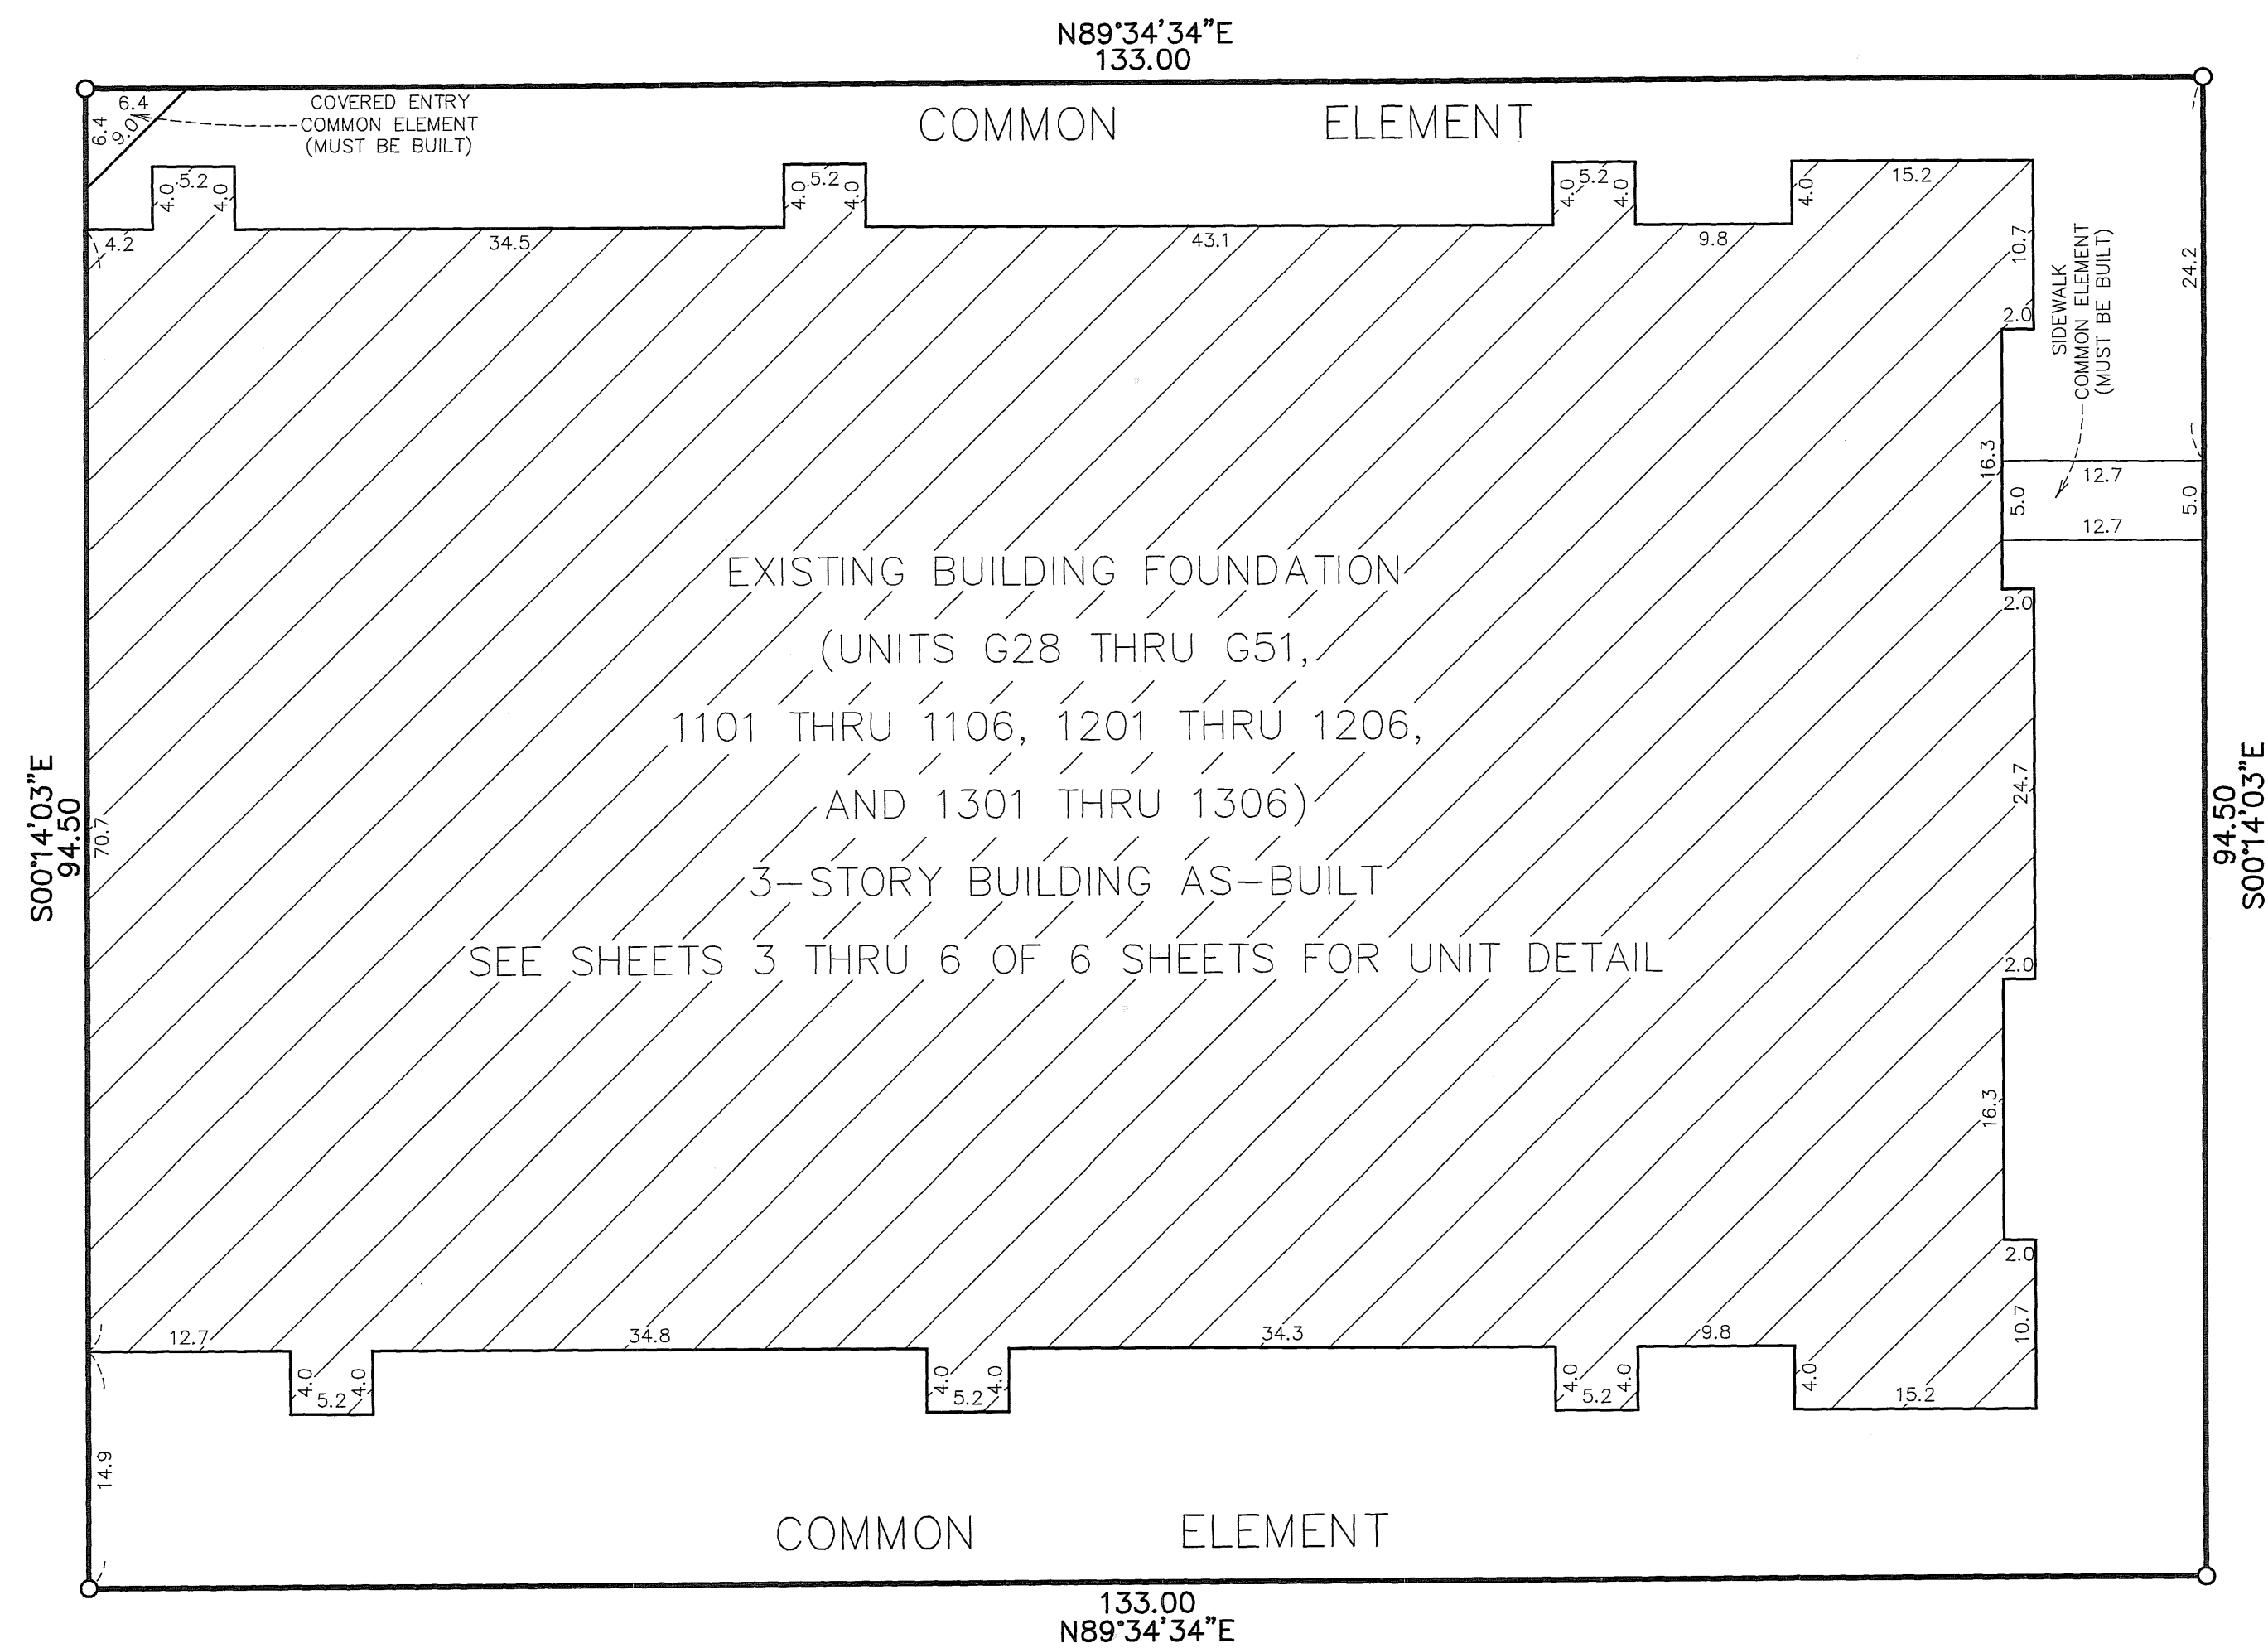 N89°34'34"E
133.00
6.4
6.4
9.0
COVERED ENTRY
COMMON ELEMENT
(MUST BE BUILT)
COMMON ELEMENT
4.0
5.2
4.0
4.0
5.2
4.0
4.0
5.2
4.0
4.0
15.2
4.2
34.5
43.1
9.8
10.7
2.0
SIDEWALK
COMMON ELEMENT
(MUST BE BUILT)
24.2
16.3
12.7
5.0
5.0
12.7
2.0
EXISTING BUILDING FOUNDATION
(UNITS G28 THRU G51,
1101 THRU 1106, 1201 THRU 1206,
AND 1301 THRU 1306)
3-STORY BUILDING AS-BUILT
SEE SHEETS 3 THRU 6 OF 6 SHEETS FOR UNIT DETAIL
S00°14'03"E
94.50
70.7
24.7
94.50
S00°14'03"E
2.0
16.3
2.0
10.7
12.7
34.8
34.3
9.8
4.0
5.2
4.0
4.0
5.2
4.0
4.0
5.2
4.0
4.0
15.2
14.9
COMMON ELEMENT
133.00
N89°34'34"E